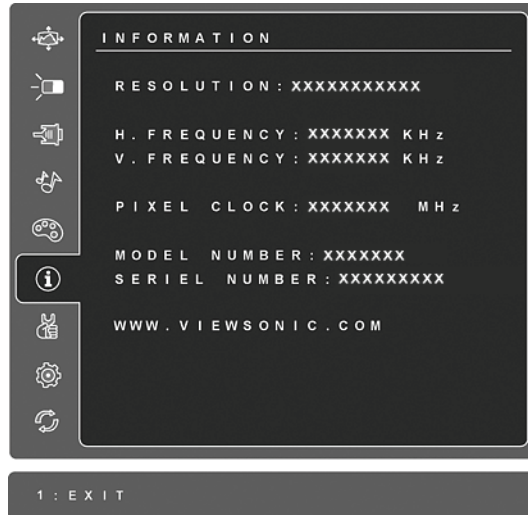 INFORMATION
RESOLUTION: XXXXXXXXXXX
H. FREQUENCY: XXXXXXX KHz
V. FREQUENCY: XXXXXXX KHz
PIXEL CLOCK: XXXXXXX MHz
MODEL NUMBER: XXXXXXX
SERIEL NUMBER: XXXXXXXXX
WWW.VIEWSONIC.COM
1:EXIT